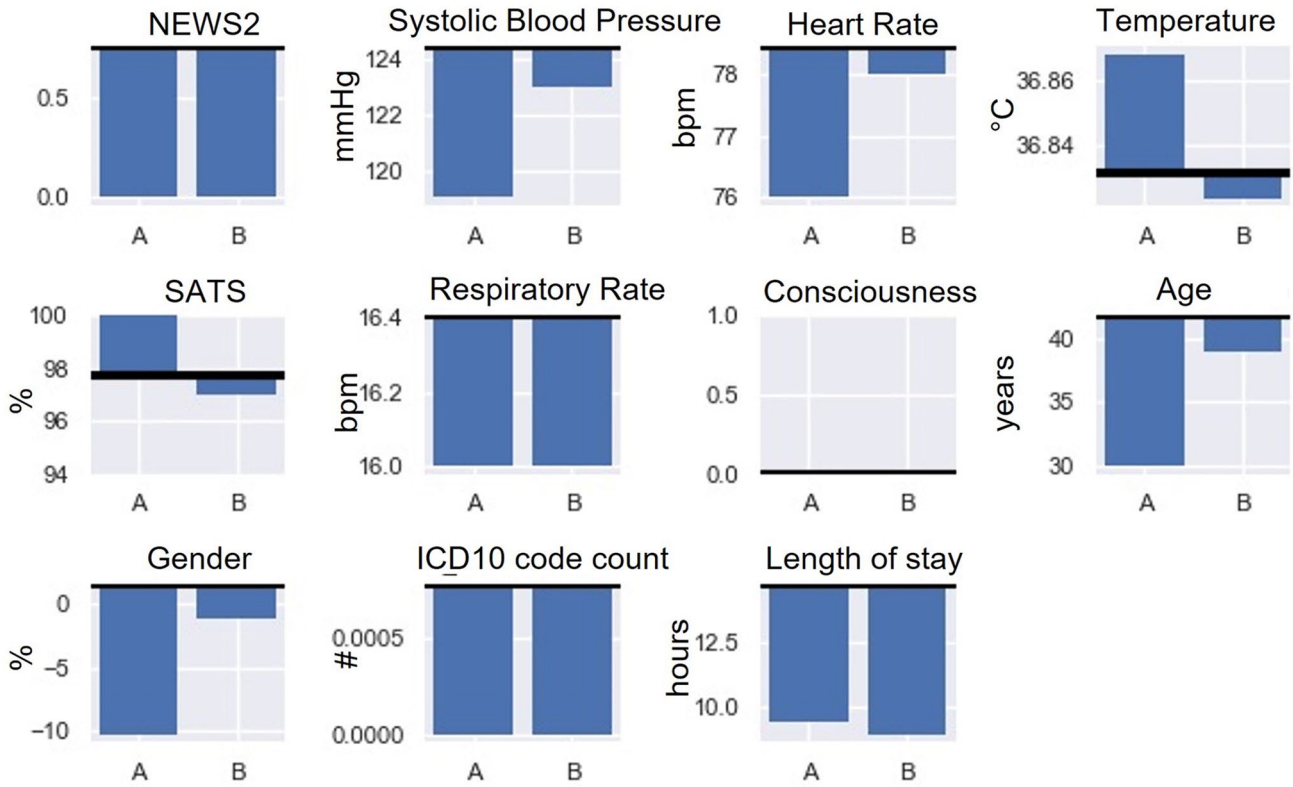 NEWS2
0.5
0.0
A B
Systolic Blood Pressure
mmHg
124
122
120
A B
Heart Rate
bpm
78
77
76
A B
Temperature
°C
36.86
36.84
A B
SATS
%
100
98
96
94
A B
Respiratory Rate
bpm
16.4
16.2
16.0
A B
Consciousness
1.0
0.5
0.0
A B
Age
years
40
35
30
A B
Gender
%
0
−5
−10
A B
ICD10 code count
#
0.0005
0.0000
A B
Length of stay
hours
12.5
10.0
A B